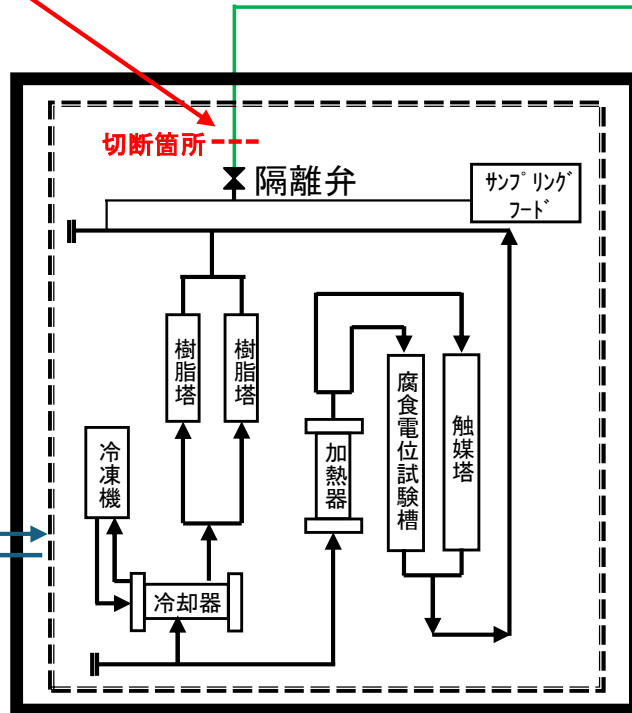 切断箇所
隔離弁
ｻﾝﾌﾟﾘﾝｸﾞ
ﾌｰﾄﾞ
樹脂塔
樹脂塔
冷凍機
冷却器
加熱器
腐食電位試験槽
触媒塔